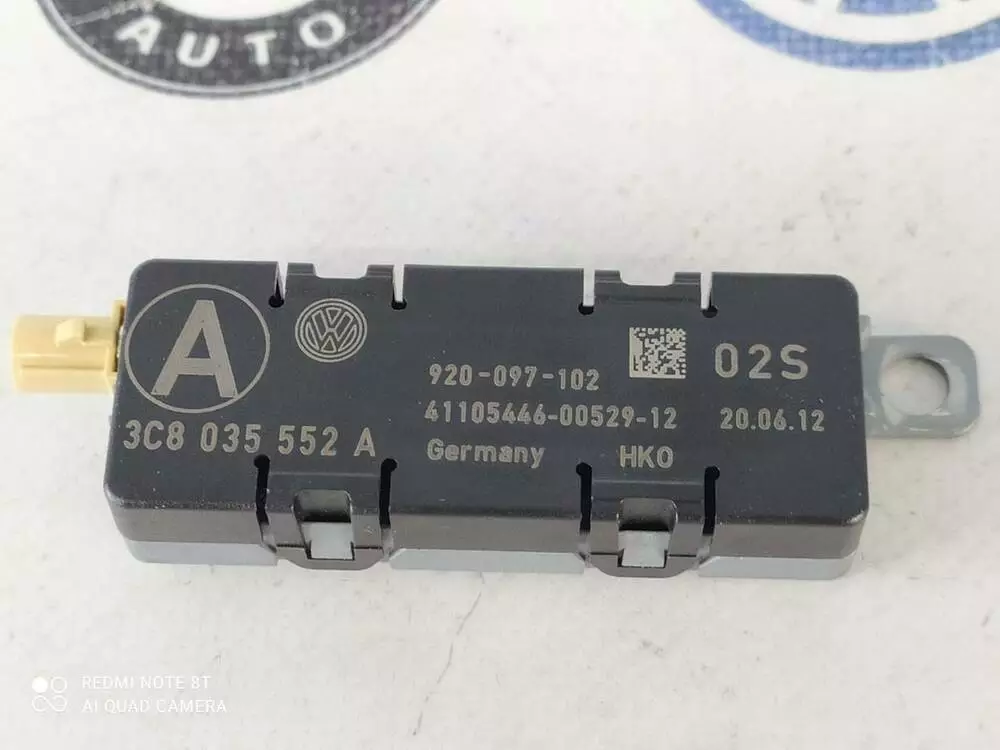 AUTO
A
VW
02S
920-097-102
41105446-00529-12 20.06.12
3C8 035 552 A
Germany HKO
REDMI NOTE 8T
AI QUAD CAMERA